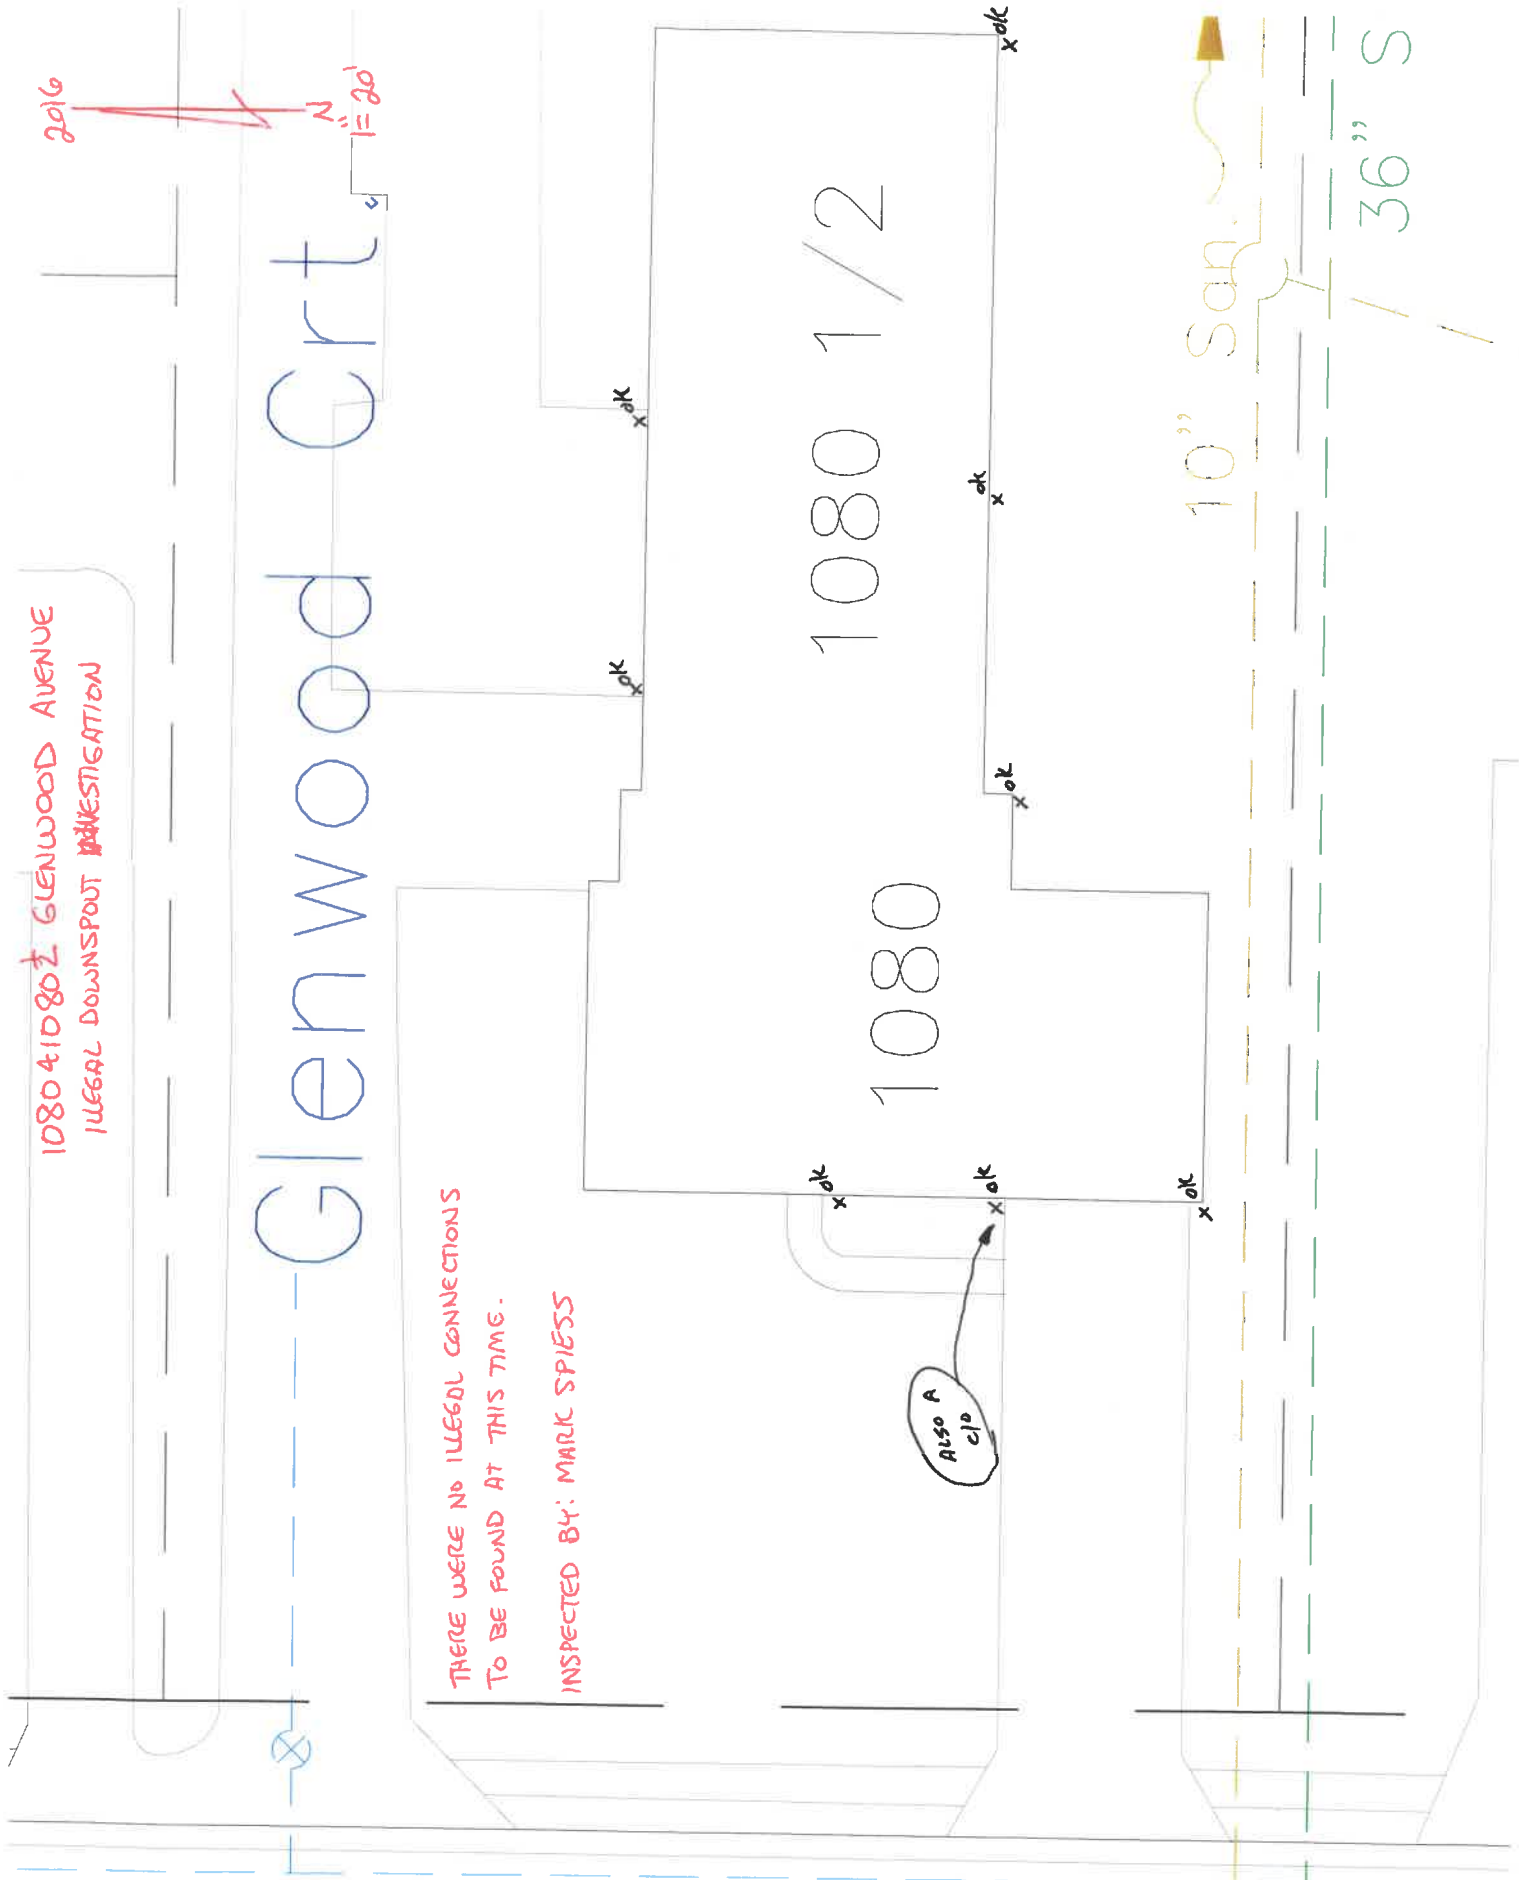 1080 & 1080 ½ GLENWOOD AVENUE
ILLEGAL DOWNSPOUT INVESTIGATION
2016
N
1"= 20'
Glenwood Crt.
THERE WERE NO ILLEGAL CONNECTIONS
TO BE FOUND AT THIS TIME.
INSPECTED BY: MARK SPIESS
x ok
x ok
x ok
x ok
x ok
x ok
x ok
x ok
1080
1080 1/2
ALSO A
C/O
10" San.
36" S